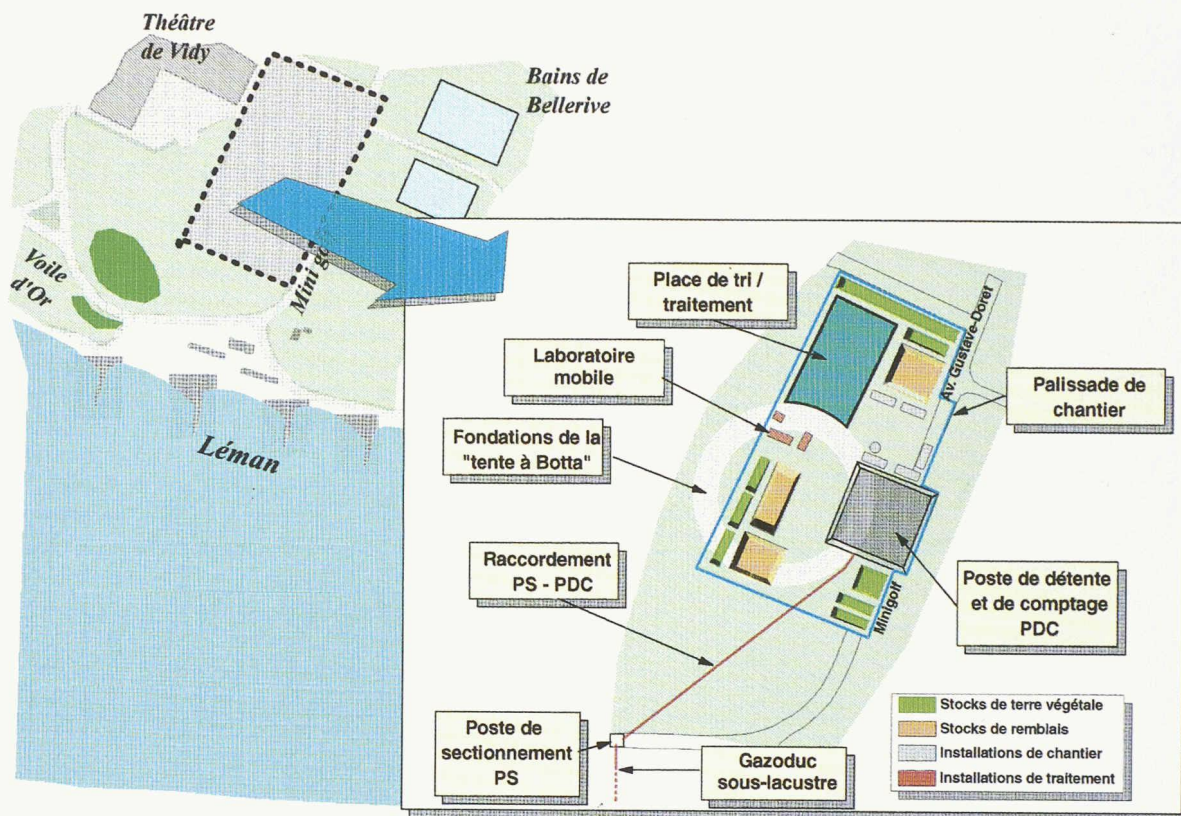 Théâtre
de Vidy
Bains de
Bellerive
Voile
d'Or
Mini g
Léman
Place de tri /
traitement
Laboratoire
mobile
Fondations de la
"tente à Botta"
Raccordement
PS - PDC
Poste de
sectionnement
PS
Gazoduc
sous-lacustre
Av. Gustave-Doret
Palissade de
chantier
Poste de détente
et de comptage
PDC
Minigolf
Stocks de terre végétale
Stocks de remblais
Installations de chantier
Installations de traitement